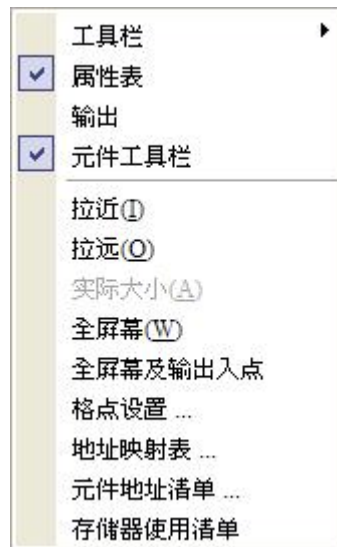 工具栏
属性表
输出
元件工具栏
拉近(I)
拉远(O)
实际大小(A)
全屏幕(W)
全屏幕及输出入点
格点设置 ...
地址映射表 ...
元件地址清单 ...
存储器使用清单